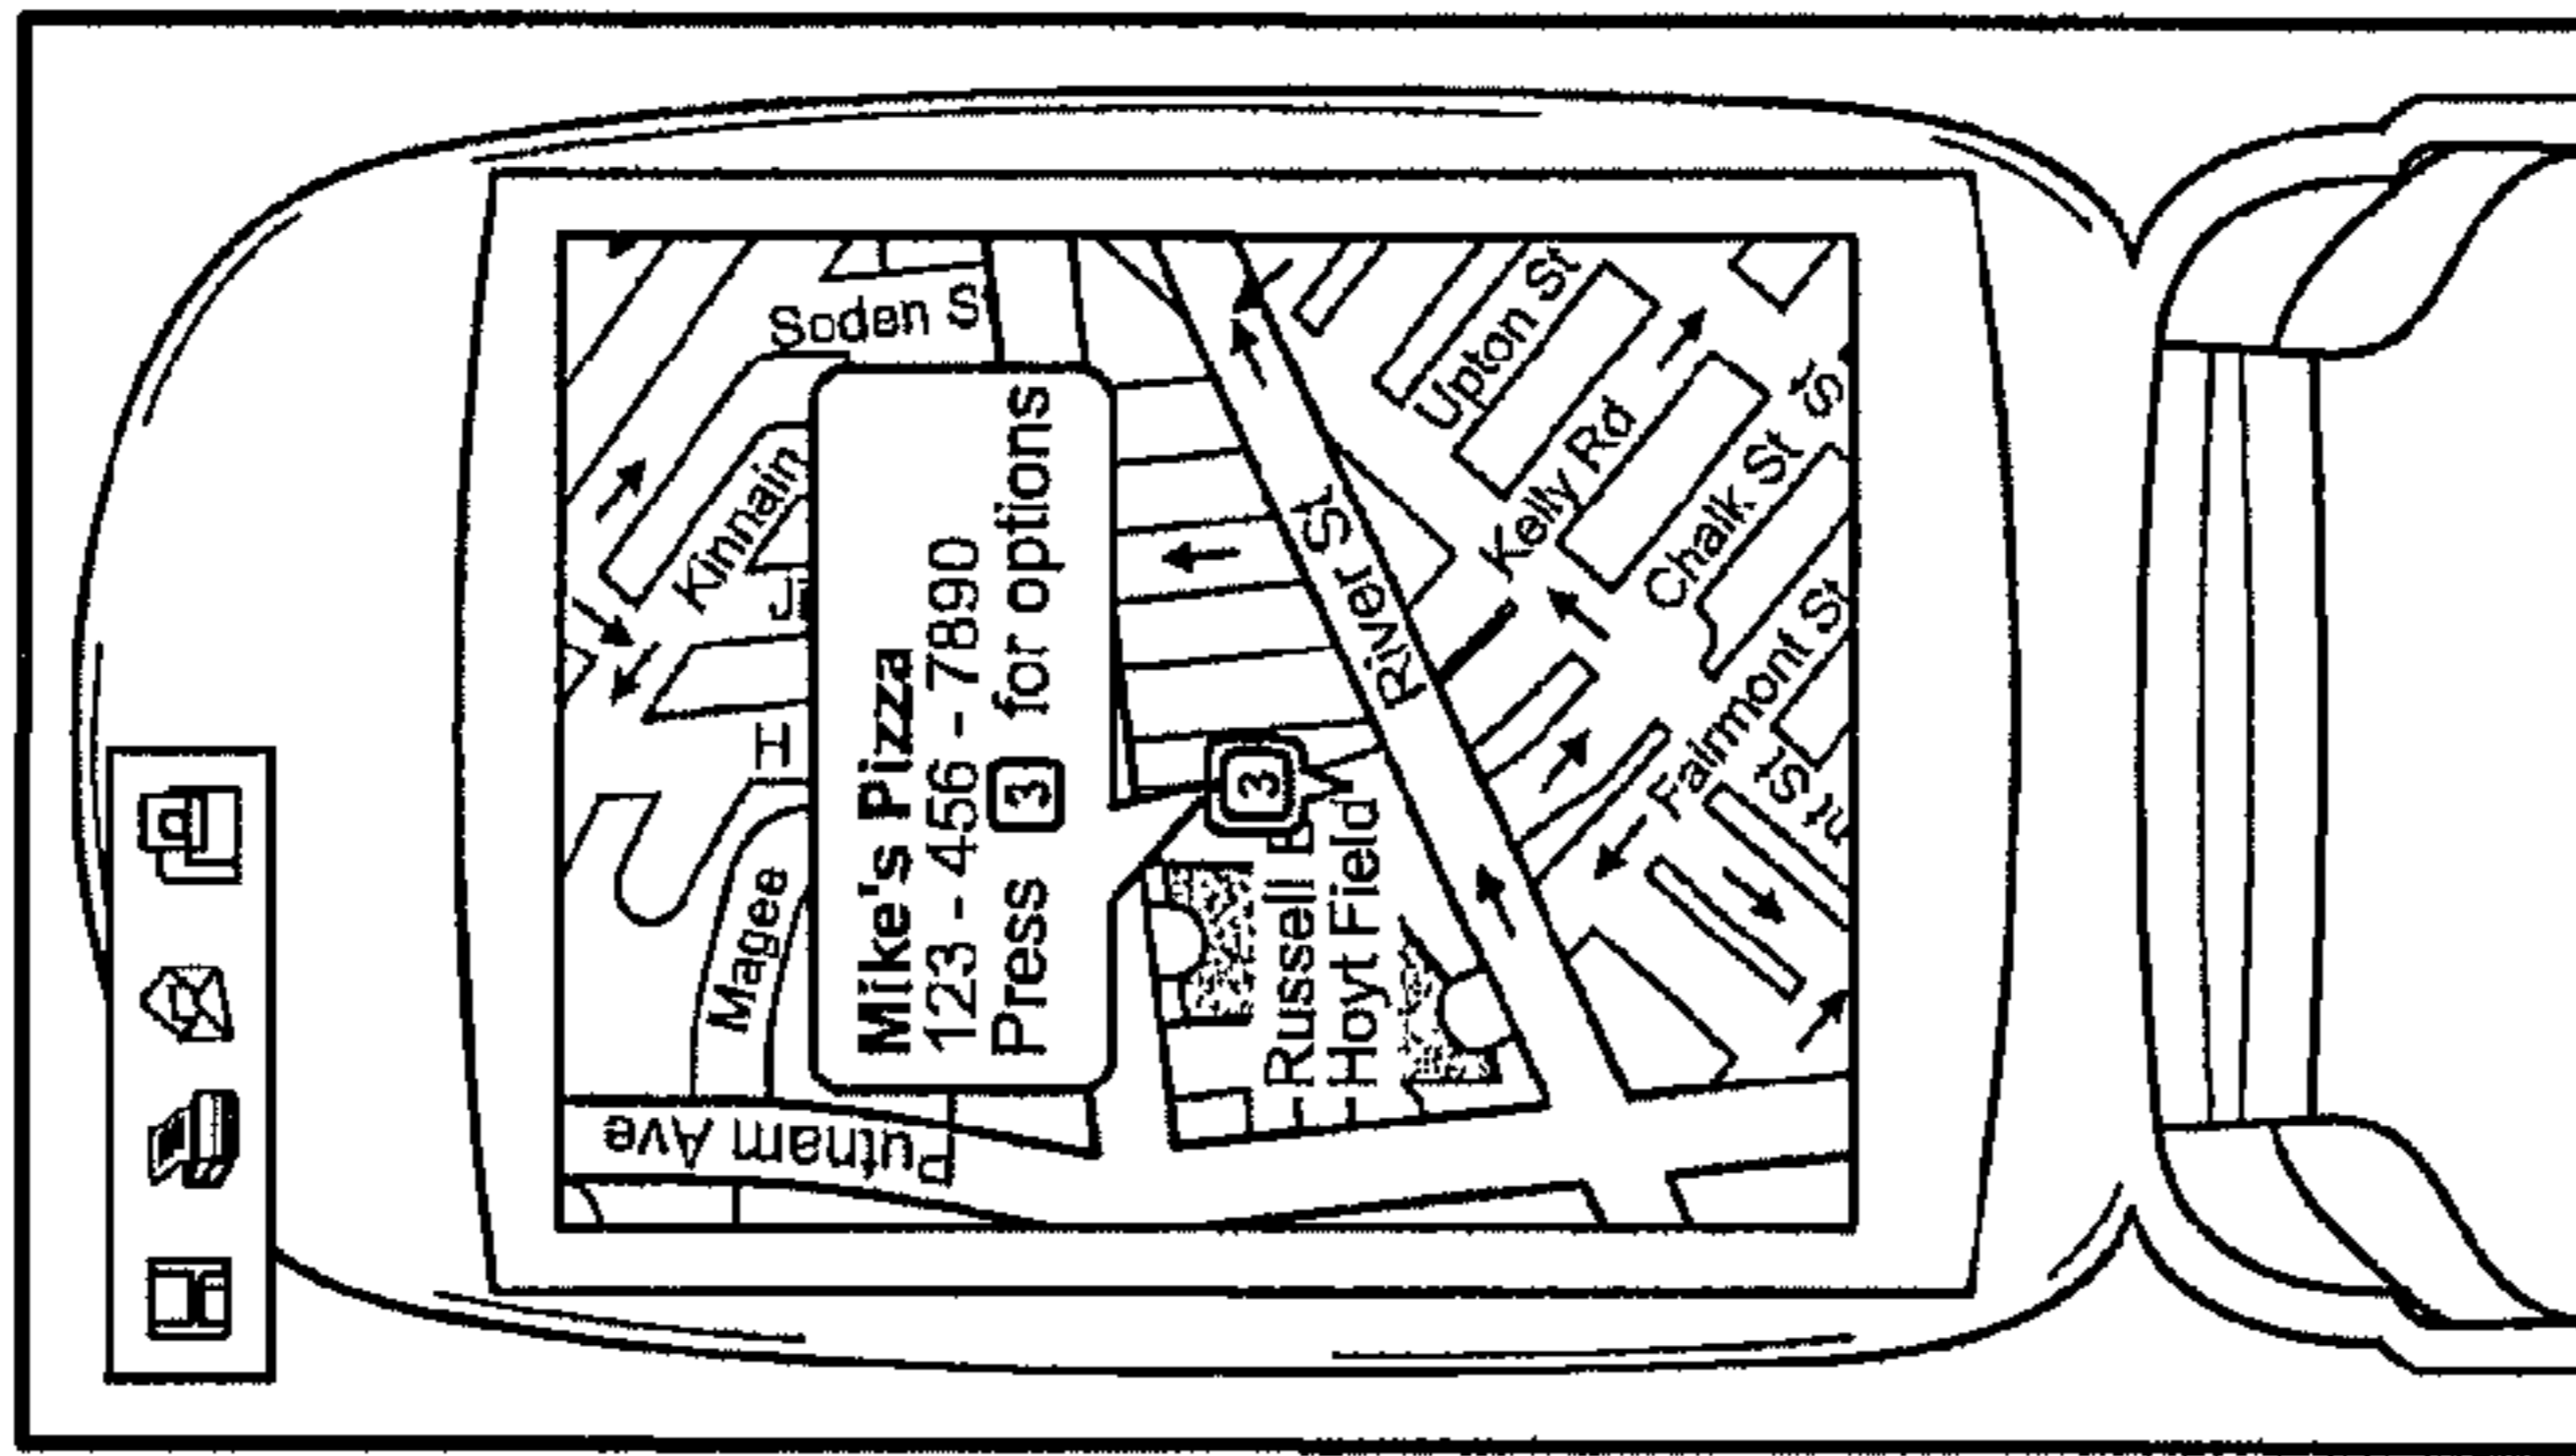 Mike's Pizza
123 - 456 - 7890
Press 3 for options
3
Soden S
Kinnain
H
Magee
Putnam Ave
Russell
Hoyt Field
River St
Upton St
Kelly Rd
Chalk St
St
Fairmont St
nt St